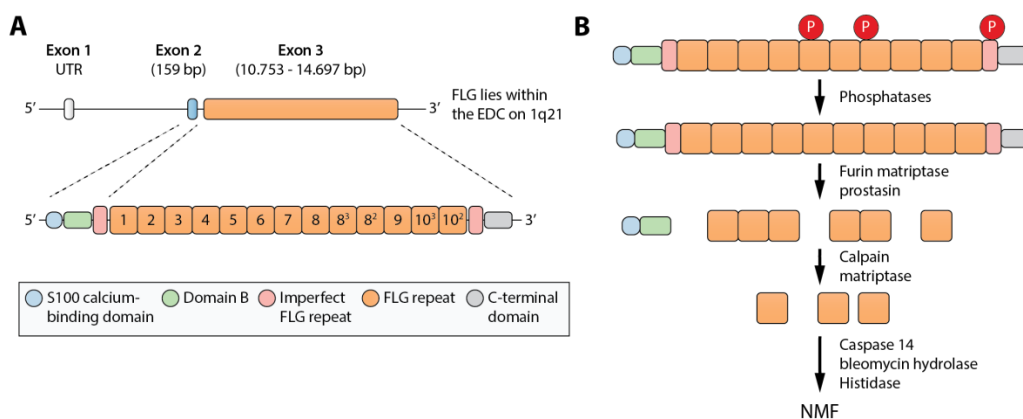 A
Exon 1
UTR
Exon 2
(159 bp)
Exon 3
(10.753 - 14.697 bp)
5′
3′
FLG lies within
the EDC on 1q21
5′
1 2 3 4 5 6 7 8 8³ 8² 9 10³ 10²
3′
S100 calcium-
binding domain
Domain B
Imperfect
FLG repeat
FLG repeat
C-terminal
domain
B
P P P
Phosphatases
Furin matriptase
prostasin
Calpain
matriptase
Caspase 14
bleomycin hydrolase
Histidase
NMF